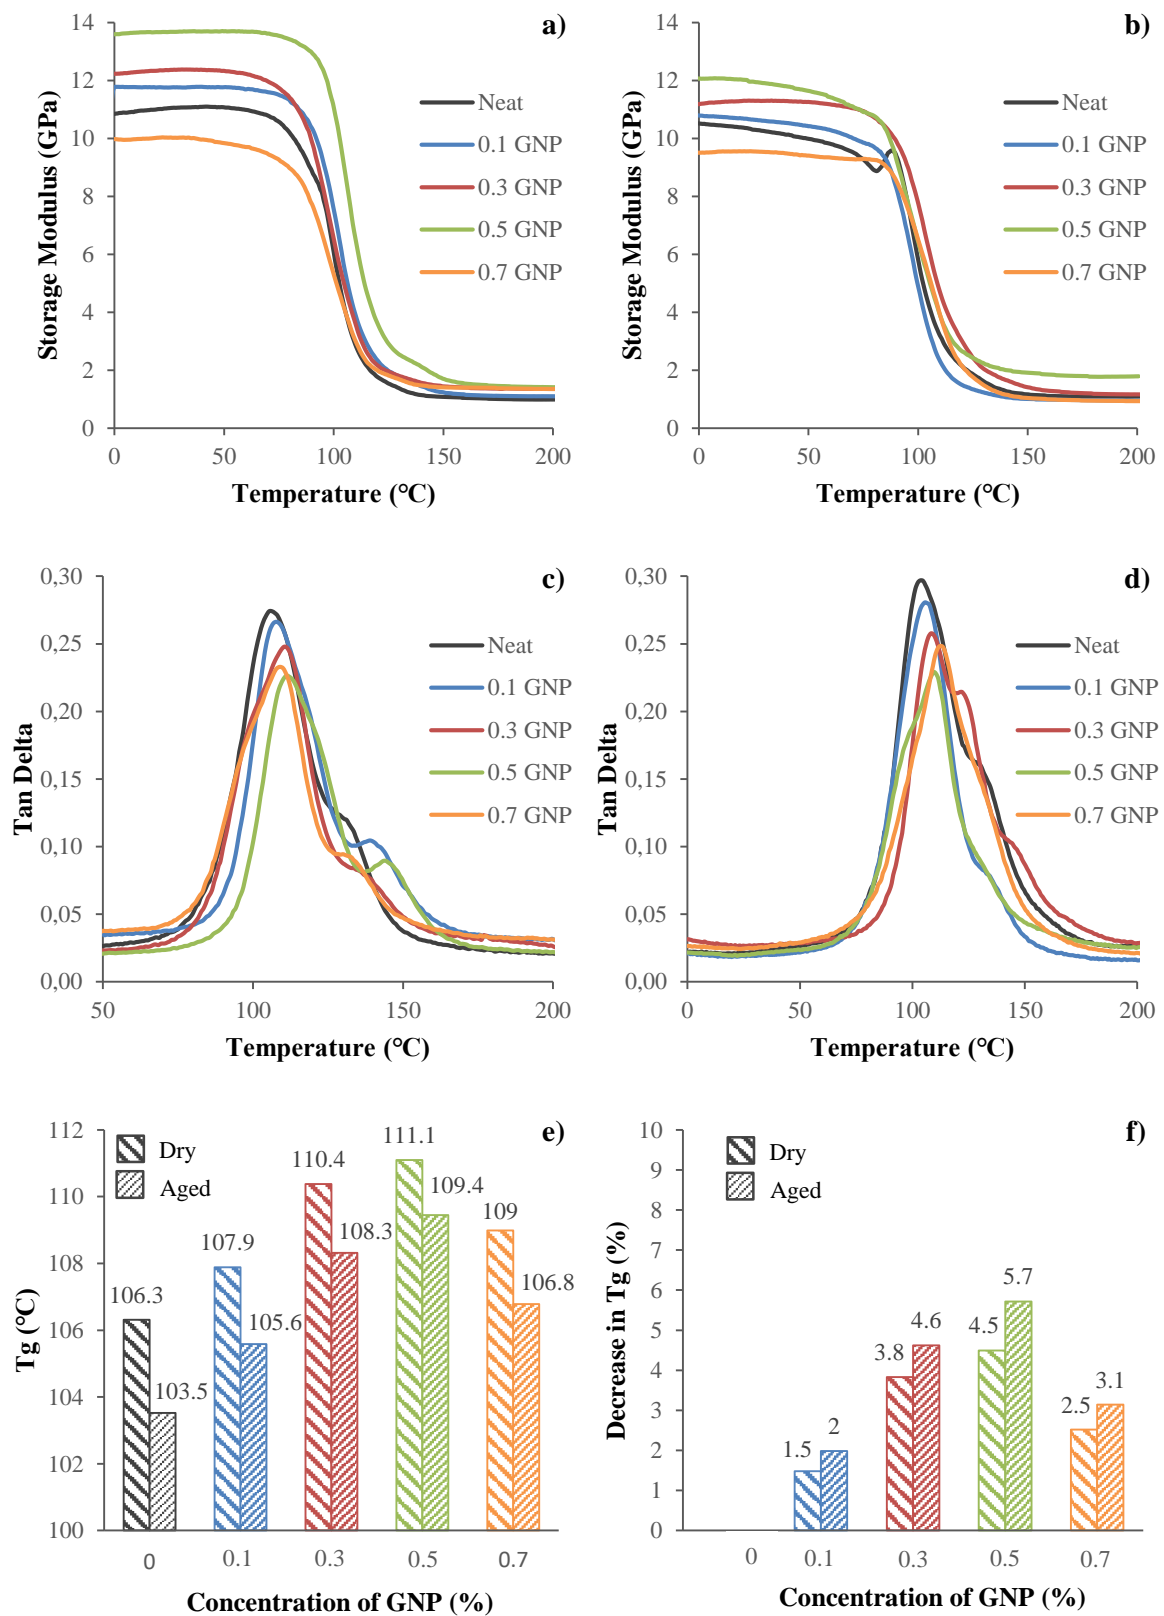 a)
14
12
10
8
6
4
2
0
Storage Modulus (GPa)
Neat
0.1 GNP
0.3 GNP
0.5 GNP
0.7 GNP
0 50 100 150 200
Temperature (°C)
b)
14
12
10
8
6
4
2
0
Storage Modulus (GPa)
Neat
0.1 GNP
0.3 GNP
0.5 GNP
0.7 GNP
0 50 100 150 200
Temperature (°C)
c)
0,30
0,25
0,20
0,15
0,10
0,05
0,00
Tan Delta
Neat
0.1 GNP
0.3 GNP
0.5 GNP
0.7 GNP
50 100 150 200
Temperature (°C)
d)
0,30
0,25
0,20
0,15
0,10
0,05
0,00
Tan Delta
Neat
0.1 GNP
0.3 GNP
0.5 GNP
0.7 GNP
0 50 100 150 200
Temperature (°C)
e)
112
110
108
106
104
102
100
Tg (°C)
Dry
Aged
106.3
103.5
107.9
105.6
110.4
108.3
111.1
109.4
109
106.8
0 0.1 0.3 0.5 0.7
Concentration of GNP (%)
f)
10
9
8
7
6
5
4
3
2
1
0
Decrease in Tg (%)
Dry
Aged
1.5
2
3.8
4.6
4.5
5.7
2.5
3.1
0 0.1 0.3 0.5 0.7
Concentration of GNP (%)